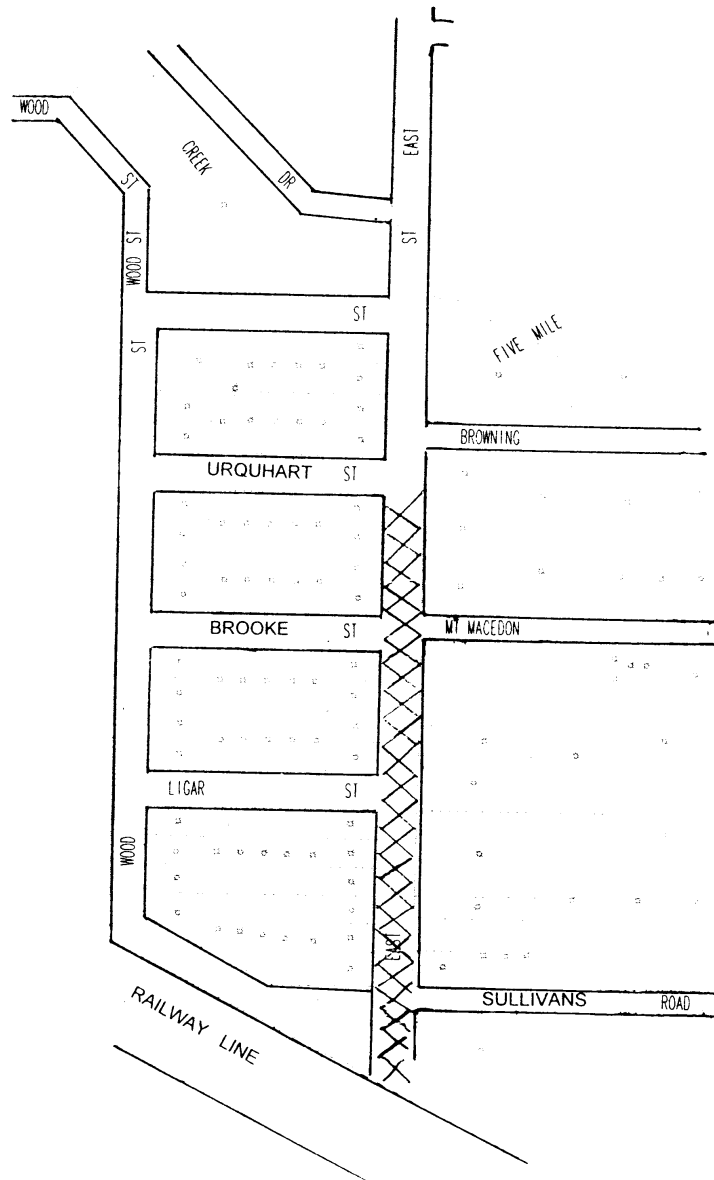 WOOD
ST
CREEK
DR
EAST
ST
WOOD ST
ST
ST
FIVE MILE
BROWNING
URQUHART ST
BROOKE ST
MT MACEDON
LIGAR ST
WOOD
EAST
SULLIVANS ROAD
RAILWAY LINE